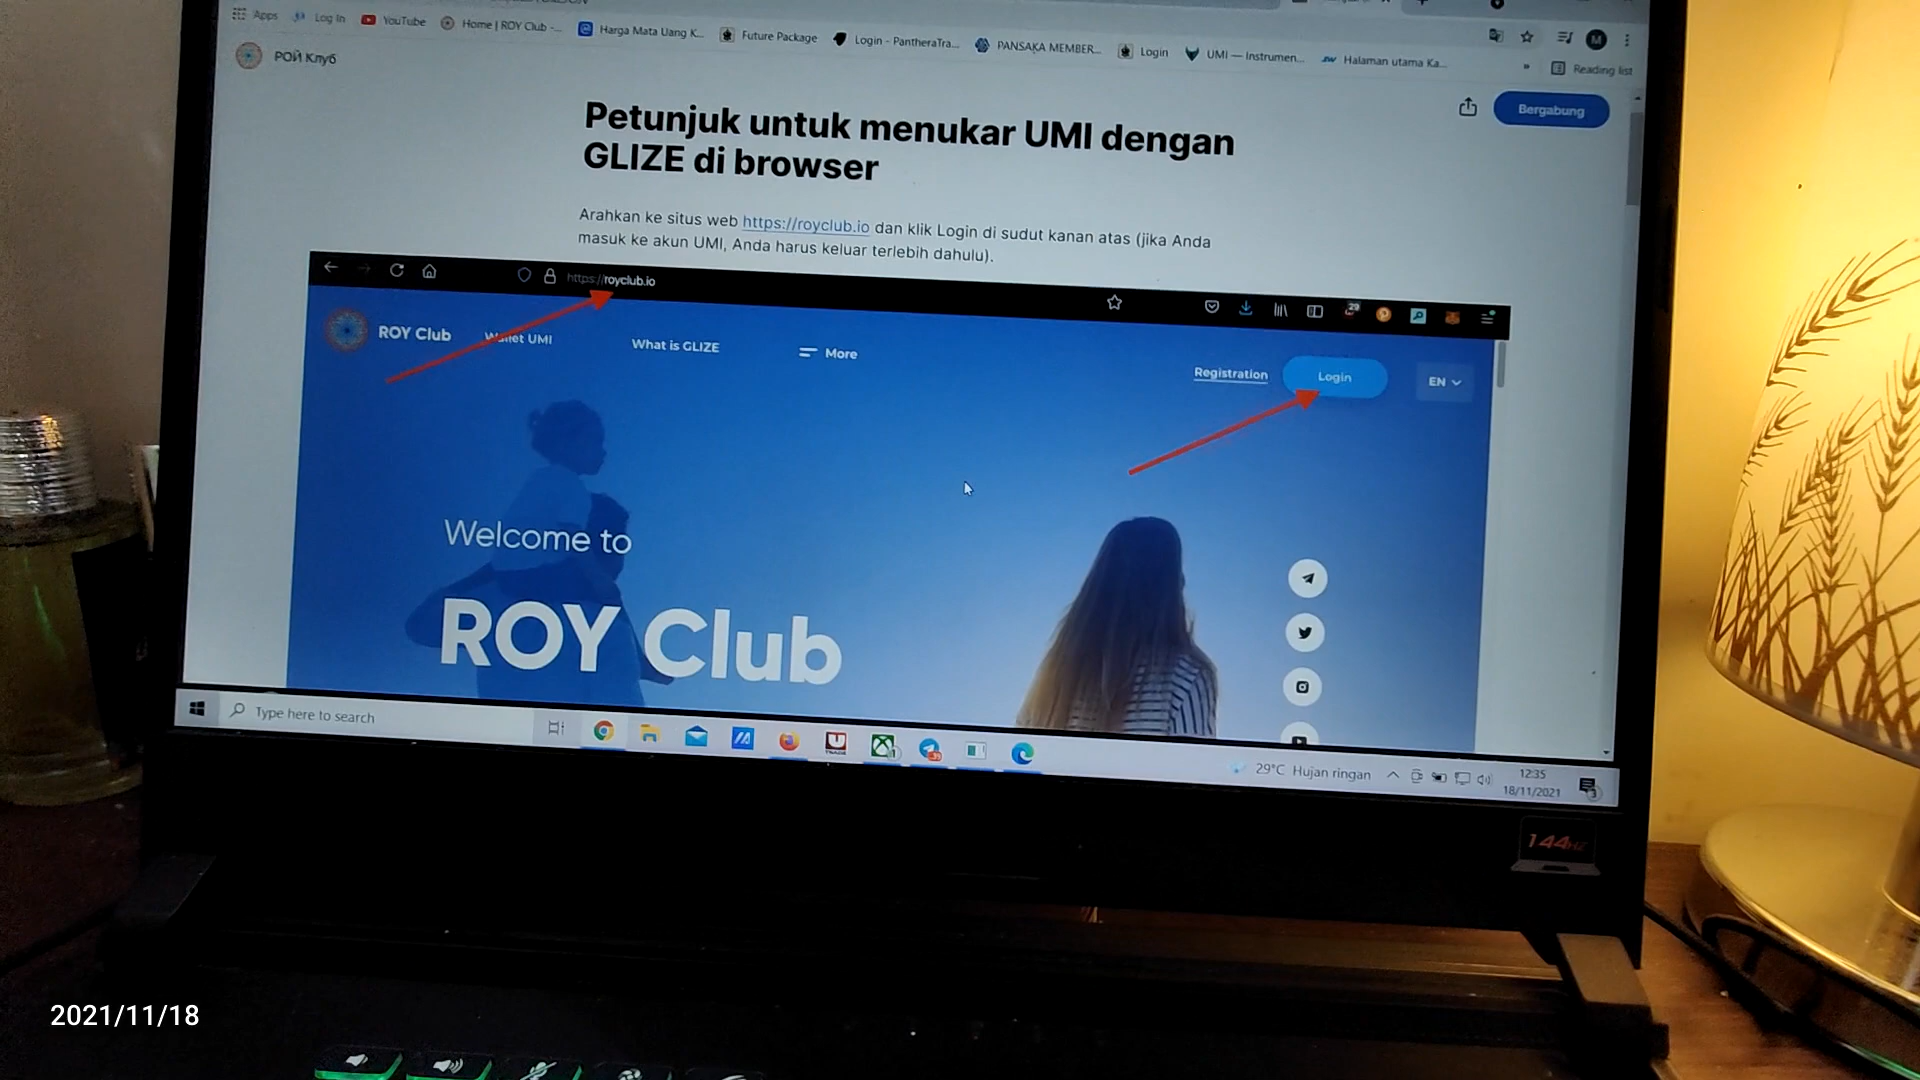 Apps
Log In
YouTube
Home | ROY Club -...
Harga Mata Uang K...
Future Package
Login - PantheraTra...
PANSAKA MEMBER...
Login
UMI — Instrumen...
Halaman utama Ka...
»
Reading list
M
РОЙ Клуб
Bergabung
Petunjuk untuk menukar UMI dengan
GLIZE di browser
Arahkan ke situs web https://royclub.io dan klik Login di sudut kanan atas (jika Anda
masuk ke akun UMI, Anda harus keluar terlebih dahulu).
https://royclub.io
29
ROY Club
Wallet UMI
What is GLIZE
More
Registration
Login
EN
Welcome to
ROY Club
Type here to search
29°C Hujan ringan
12:35
18/11/2021
3
144Hz
2021/11/18